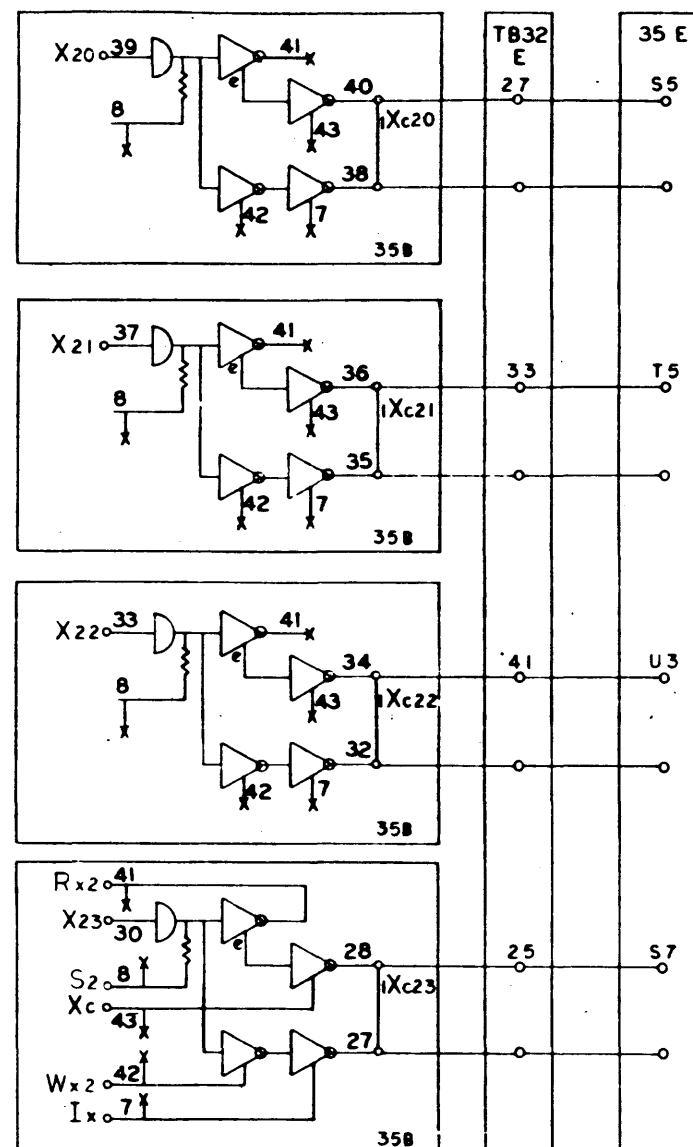 TB32 35 E
E
X20 39 41
27 S5
e 40
8 43 1Xc20
38
42 7
35B
X21 37 41
e 36 33 T5
8 43 1Xc21
35
42 7
35B
X22 33 41
e 34 41 U3
8 43 1Xc22
32
42 7
35B
Rx2 41
X23 30
e 28 25 S7
S2 8 1Xc23
Xc 43
27
Wx2 42
Ix 7
35B